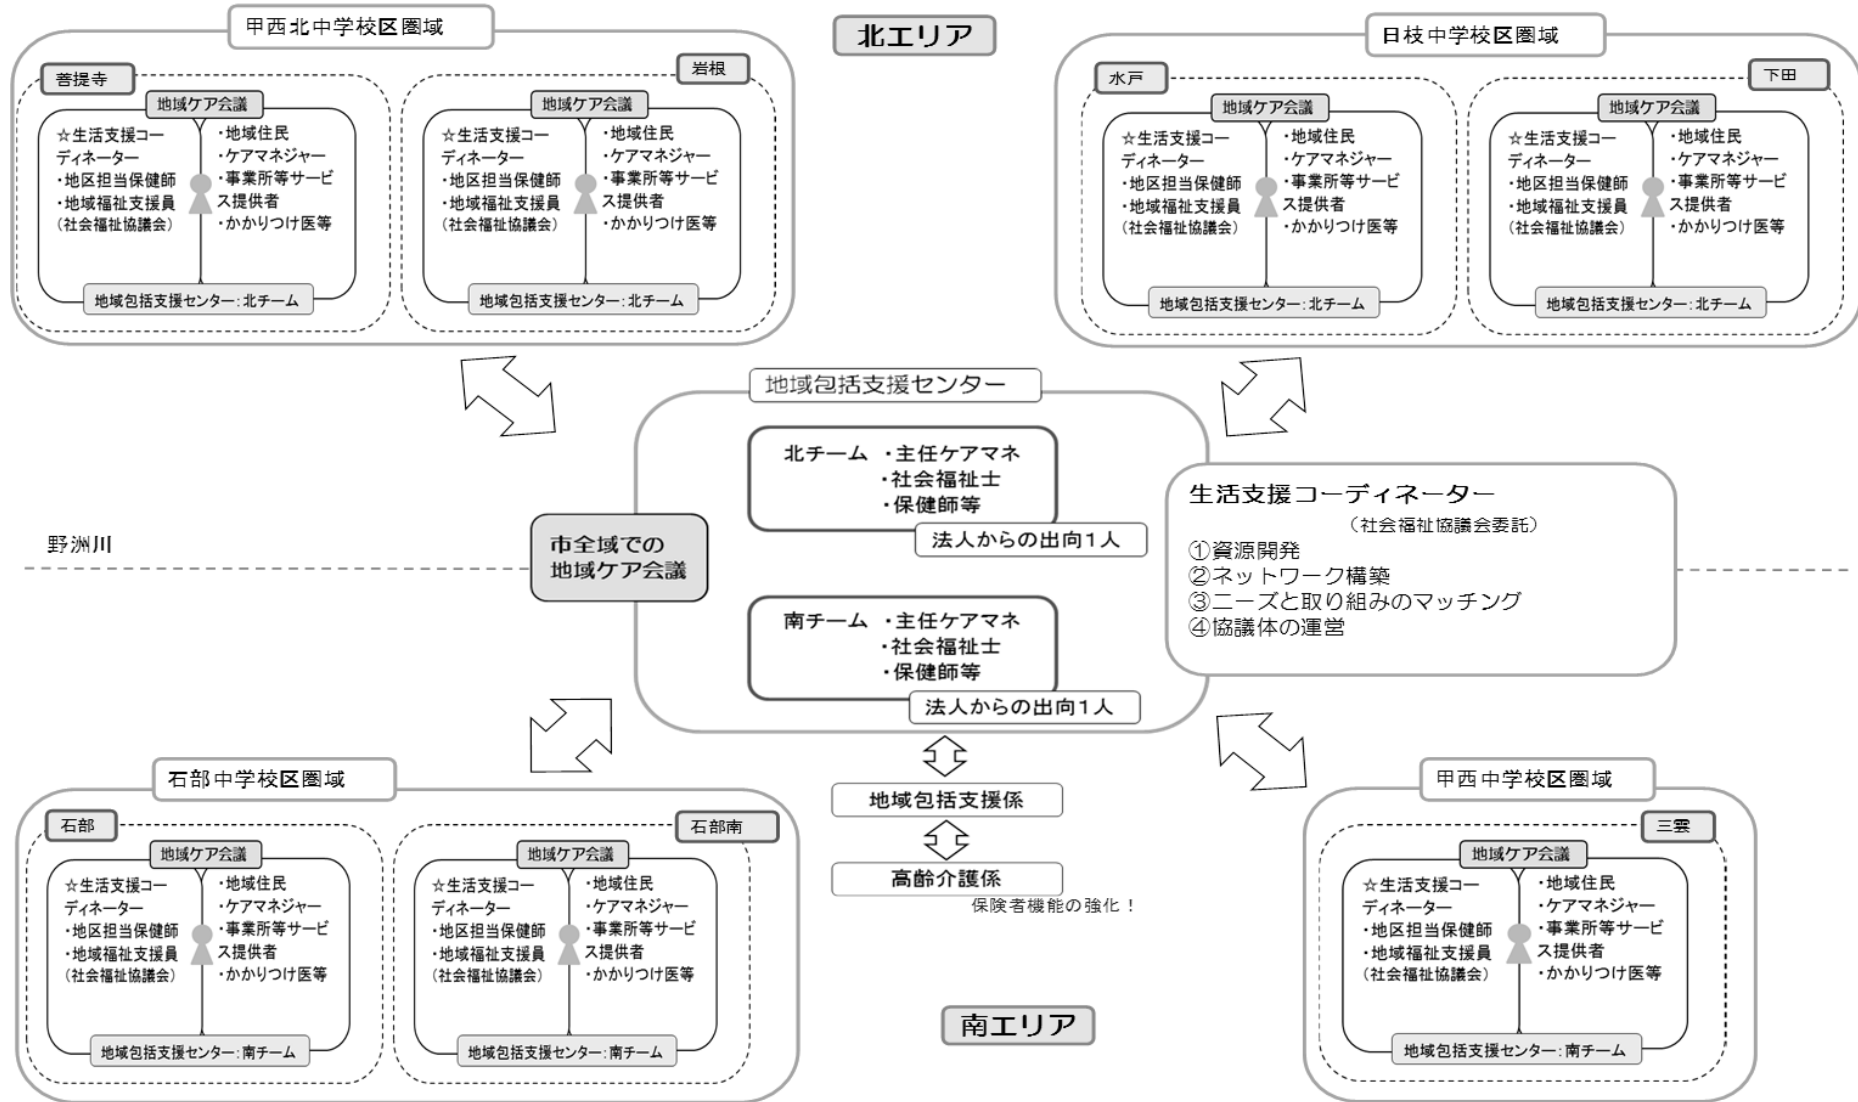 北エリア
甲西北中学校区圏域
菩提寺
地域ケア会議
☆生活支援コー
ディネーター
・地区担当保健師
・地域福祉支援員
(社会福祉協議会)
・地域住民
・ケアマネジャー
・事業所等サービ
ス提供者
・かかりつけ医等
地域包括支援センター：北チーム
岩根
地域ケア会議
☆生活支援コー
ディネーター
・地区担当保健師
・地域福祉支援員
(社会福祉協議会)
・地域住民
・ケアマネジャー
・事業所等サービ
ス提供者
・かかりつけ医等
地域包括支援センター：北チーム
日枝中学校区圏域
水戸
地域ケア会議
☆生活支援コー
ディネーター
・地区担当保健師
・地域福祉支援員
(社会福祉協議会)
・地域住民
・ケアマネジャー
・事業所等サービ
ス提供者
・かかりつけ医等
地域包括支援センター：北チーム
下田
地域ケア会議
☆生活支援コー
ディネーター
・地区担当保健師
・地域福祉支援員
(社会福祉協議会)
・地域住民
・ケアマネジャー
・事業所等サービ
ス提供者
・かかりつけ医等
地域包括支援センター：北チーム
地域包括支援センター
北チーム ・主任ケアマネ
・社会福祉士
・保健師等
法人からの出向１人
野洲川
市全域での
地域ケア会議
南チーム ・主任ケアマネ
・社会福祉士
・保健師等
法人からの出向１人
生活支援コーディネーター
（社会福祉協議会委託）
①資源開発
②ネットワーク構築
③ニーズと取り組みのマッチング
④協議体の運営
地域包括支援係
高齢介護係
保険者機能の強化！
石部中学校区圏域
石部
地域ケア会議
☆生活支援コー
ディネーター
・地区担当保健師
・地域福祉支援員
(社会福祉協議会)
・地域住民
・ケアマネジャー
・事業所等サービ
ス提供者
・かかりつけ医等
地域包括支援センター：南チーム
石部南
地域ケア会議
☆生活支援コー
ディネーター
・地区担当保健師
・地域福祉支援員
(社会福祉協議会)
・地域住民
・ケアマネジャー
・事業所等サービ
ス提供者
・かかりつけ医等
地域包括支援センター：南チーム
甲西中学校区圏域
三雲
地域ケア会議
☆生活支援コー
ディネーター
・地区担当保健師
・地域福祉支援員
(社会福祉協議会)
・地域住民
・ケアマネジャー
・事業所等サービ
ス提供者
・かかりつけ医等
地域包括支援センター：南チーム
南エリア